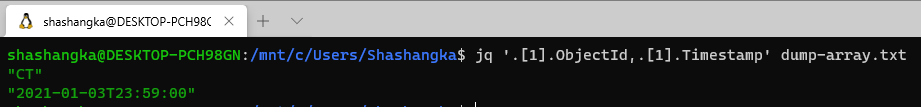 shashangka@DESKTOP-PCH98G
shashangka@DESKTOP-PCH98GN:/mnt/c/Users/Shashangka$ jq '.[1].ObjectId,.[1].Timestamp' dump-array.txt
"CT"
"2021-01-03T23:59:00"